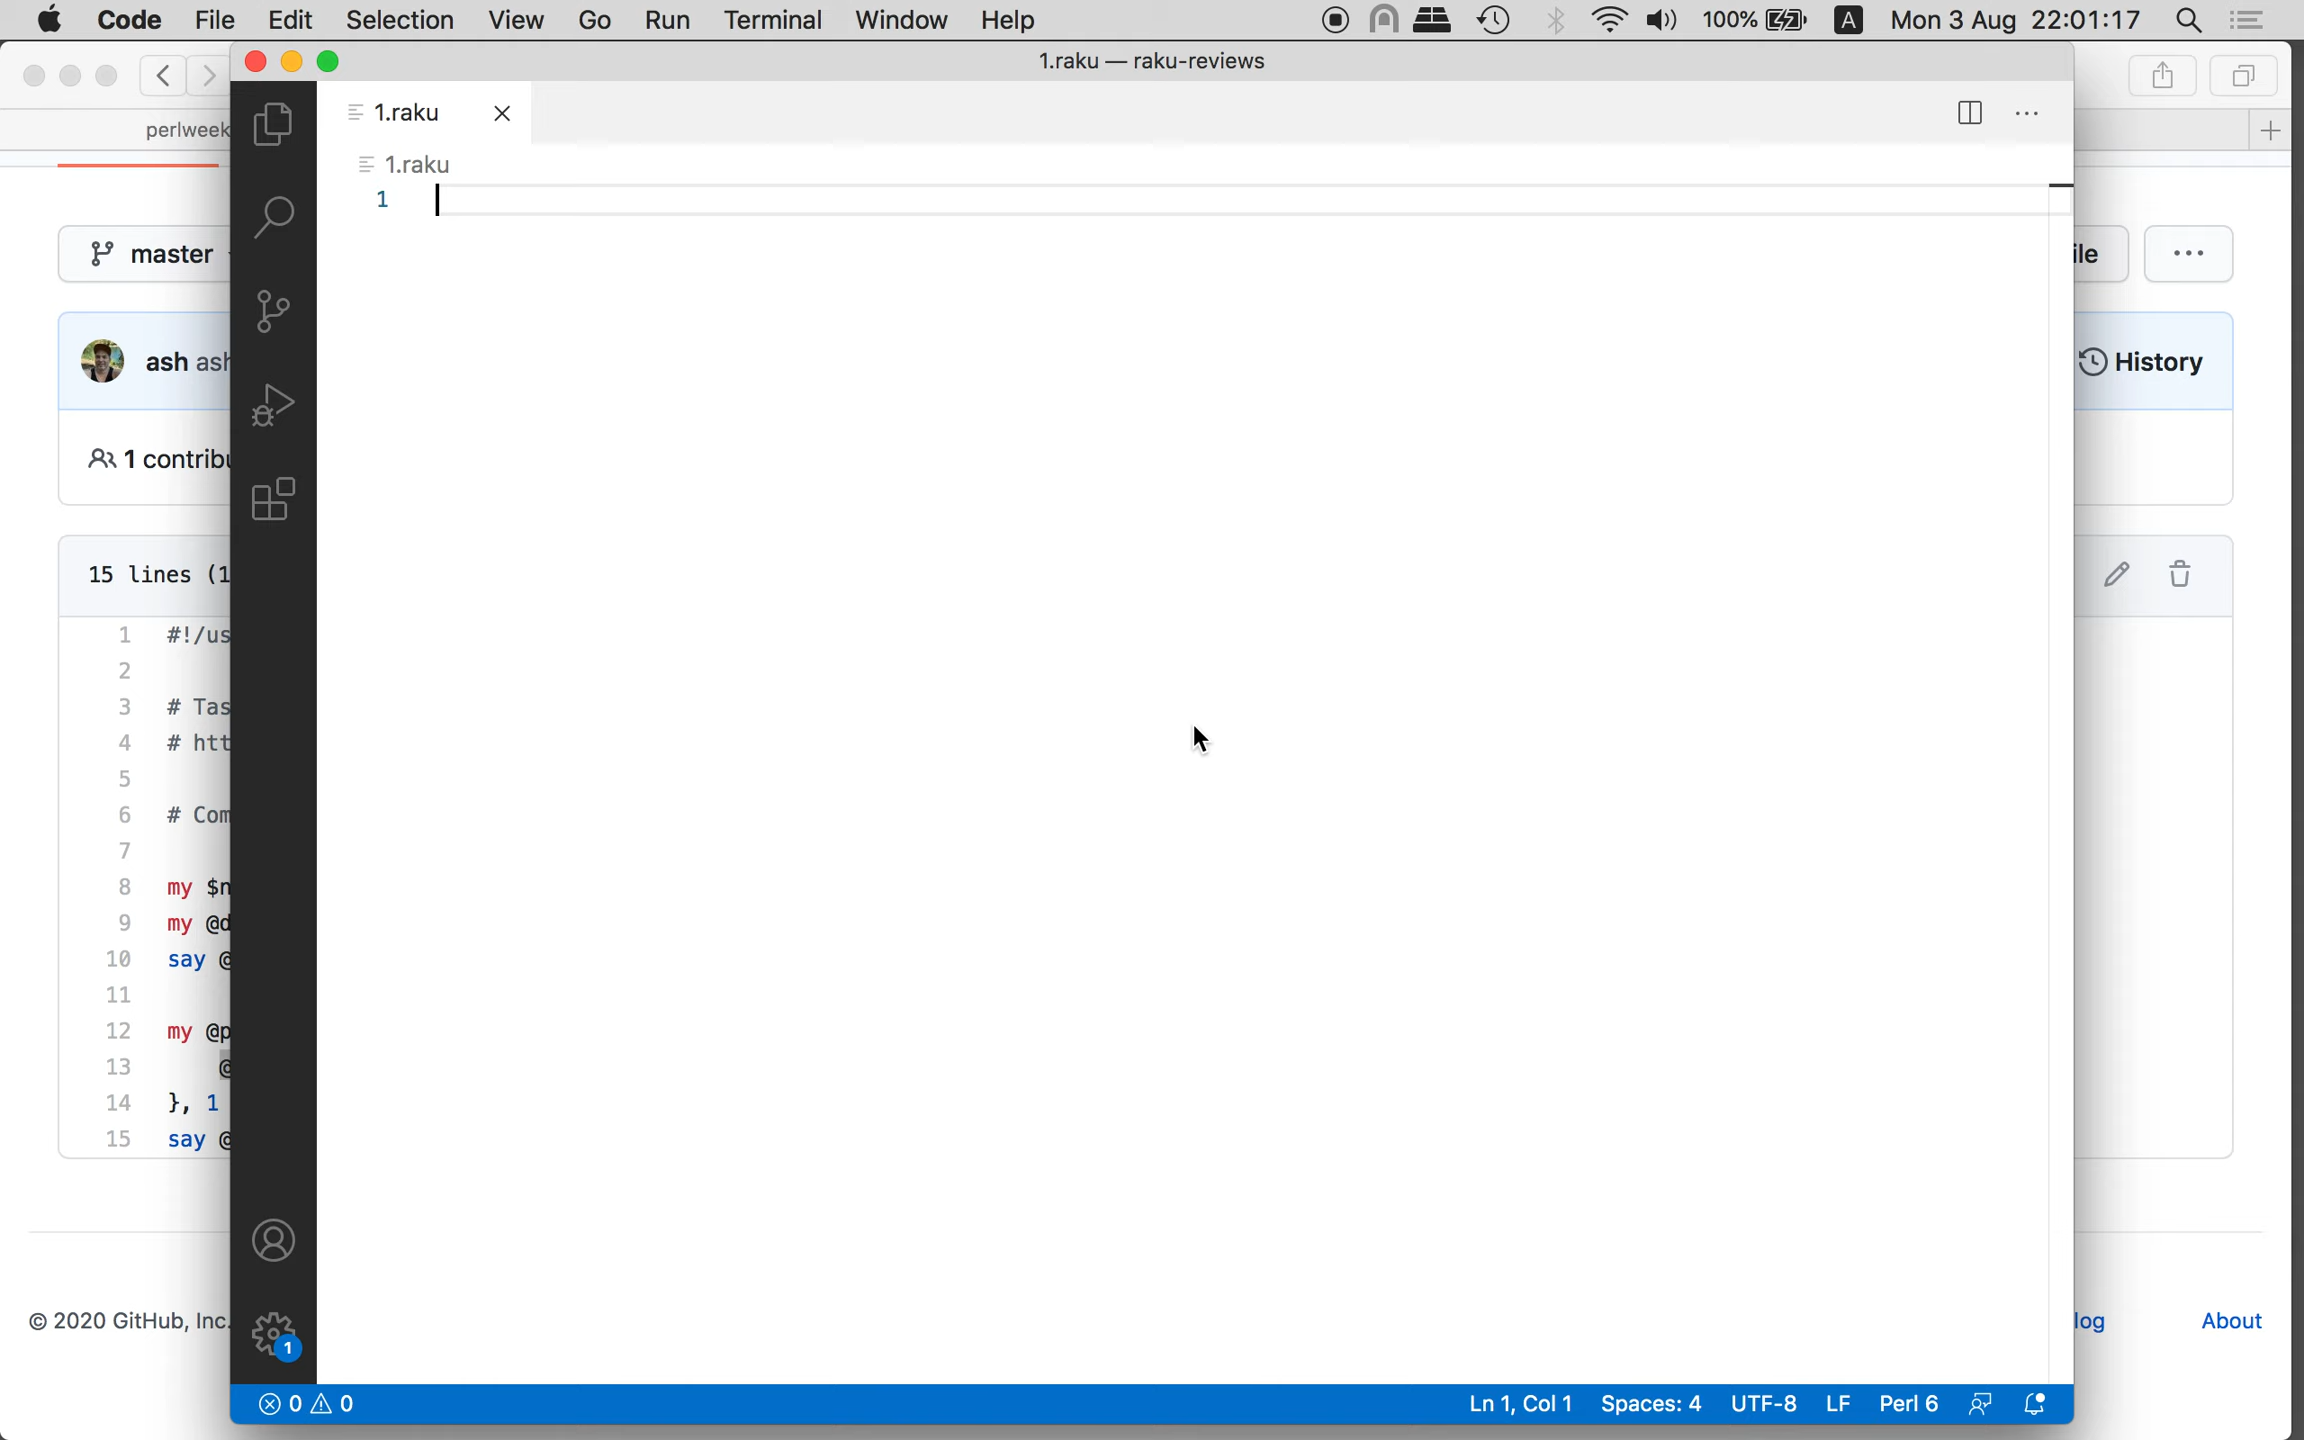 Code File Edit Selection View Go Run Terminal Window Help 100% A Mon 3 Aug 22:01:17
1.raku — raku-reviews
1.raku
perlweek
1.raku
1
master
ile
ash ash
History
1 contribu
15 lines (1
1 #!/us
2
3 # Tas
4 # htt
5
6 # Com
7
8 my $n
9 my @d
10 say @
11
12 my @p
13 @
14 }, 1
15 say @
© 2020 GitHub, Inc.
log
About
1
0 0 Ln 1, Col 1 Spaces: 4 UTF-8 LF Perl 6